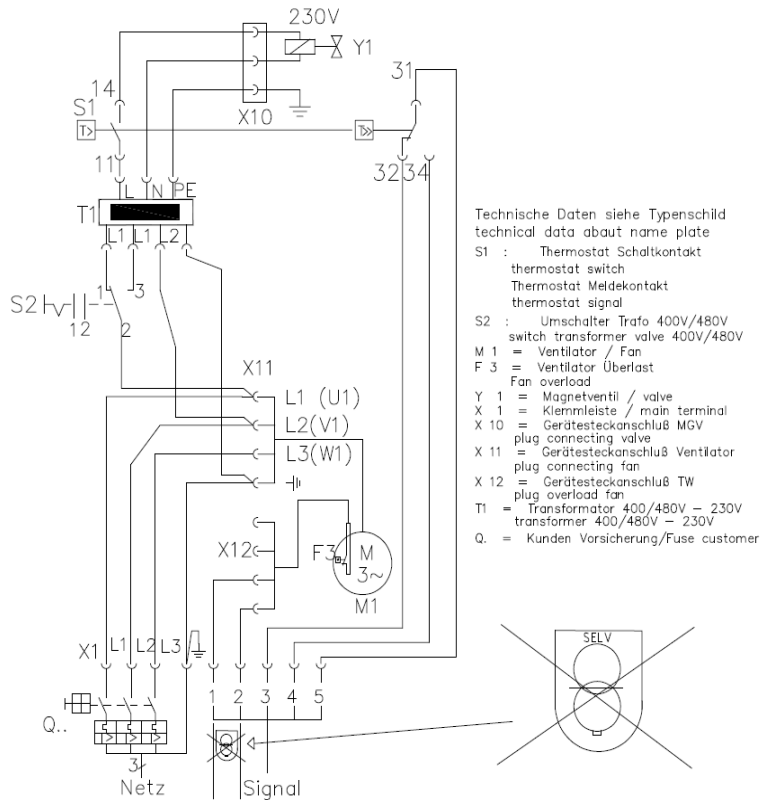 230V
Y1
14
31
S1
T>
T>>
X10
11
32 34
L N PE
T1
L1 L1 L2
1 3
S2
12 2
X11
L1 (U1)
L2(V1)
L3(W1)
X12
F3
M
3~
M1
X1 L1 L2 L3
1 2 3 4 5
Q..
> > >
3
Netz
Signal
SELV
Technische Daten siehe Typenschild
technical data abaut name plate
S1 : Thermostat Schaltkontakt
thermostat switch
Thermostat Meldekontakt
thermostat signal
S2 : Umschalter Trafo 400V/480V
switch transformer valve 400V/480V
M 1 = Ventilator / Fan
F 3 = Ventilator Überlast
Fan overload
Y 1 = Magnetventil / valve
X 1 = Klemmleiste / main terminal
X 10 = Gerätesteckanschluß MGV
plug connecting valve
X 11 = Gerätesteckanschluß Ventilator
plug connecting fan
X 12 = Gerätesteckanschluß TW
plug overload fan
T1 = Transformator 400/480V – 230V
transformer 400/480V – 230V
Q. = Kunden Vorsicherung/Fuse customer